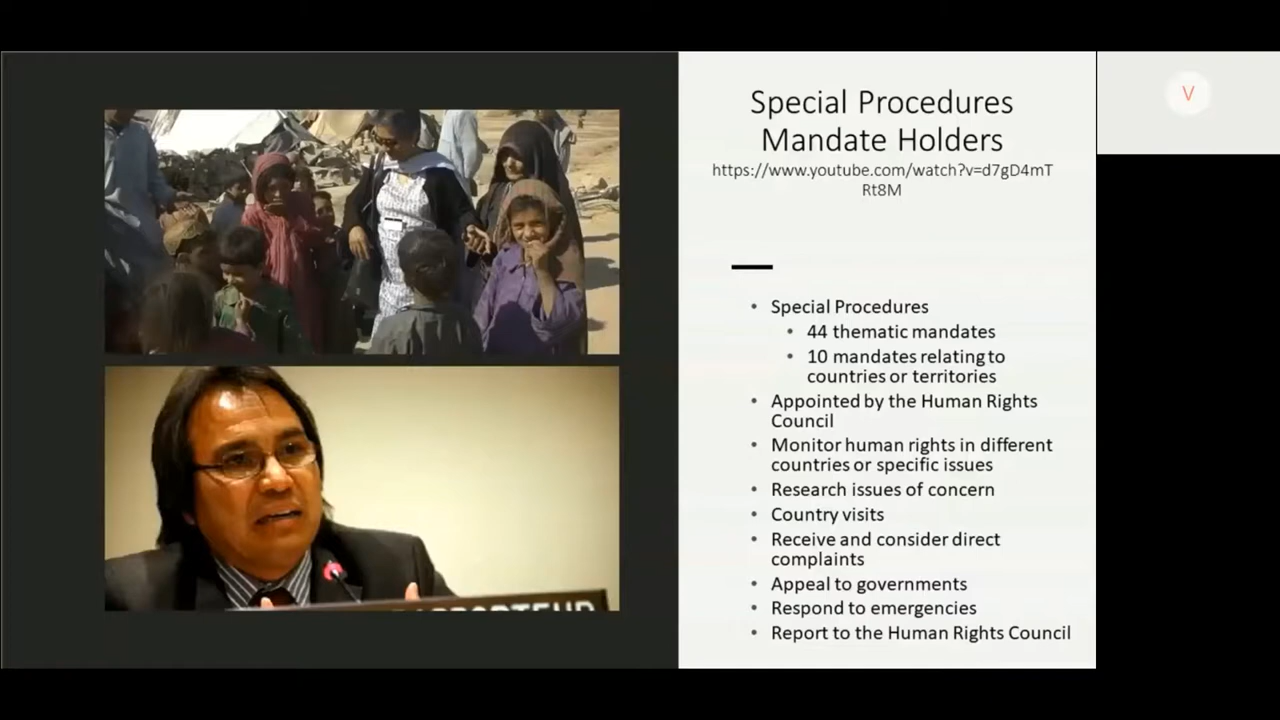 Special Procedures
Mandate Holders
https://www.youtube.com/watch?v=d7gD4mT
Rt8M
• Special Procedures
• 44 thematic mandates
• 10 mandates relating to
countries or territories
• Appointed by the Human Rights
Council
• Monitor human rights in different
countries or specific issues
• Research issues of concern
• Country visits
• Receive and consider direct
complaints
• Appeal to governments
• Respond to emergencies
• Report to the Human Rights Council
V